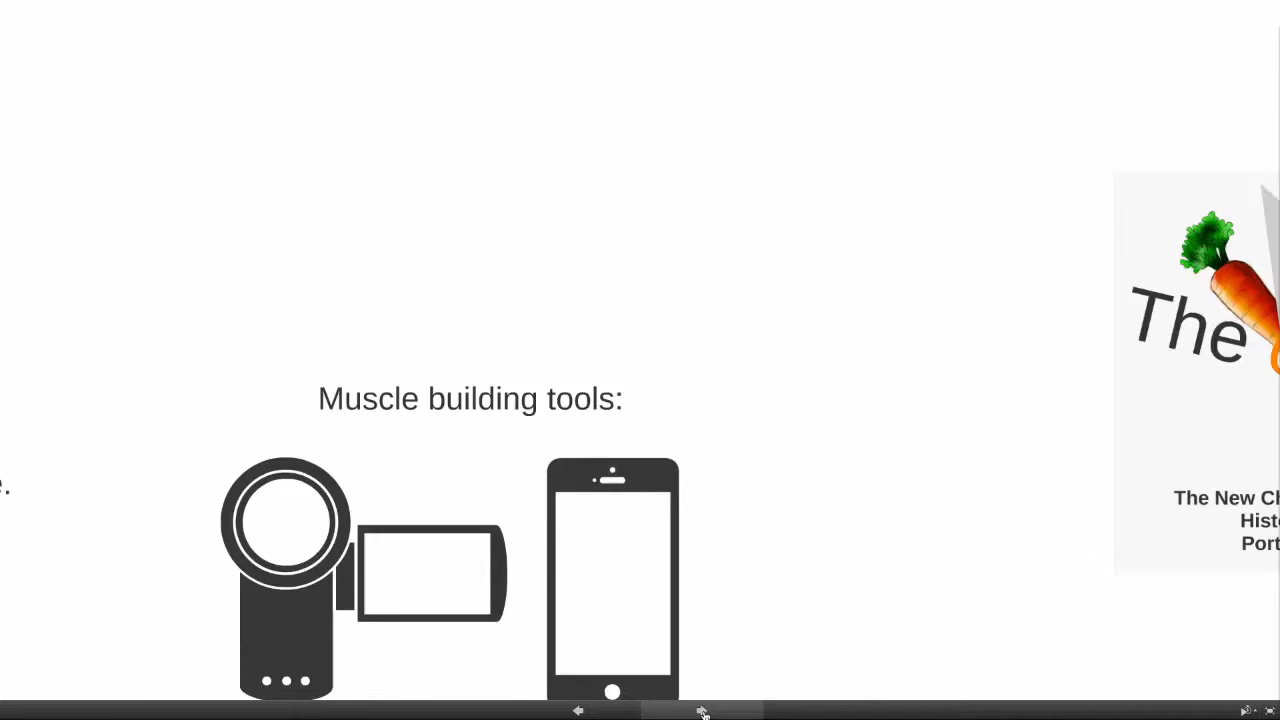 Muscle building tools:
e.
The
The New Ch
Histo
Port